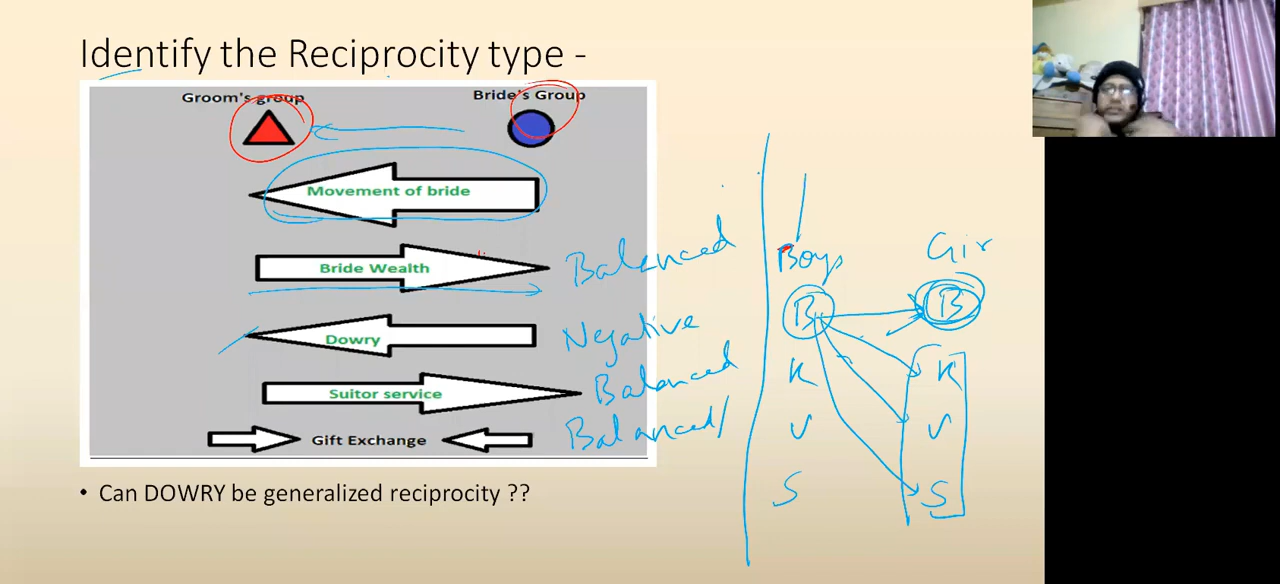 Identify the Reciprocity type -
Groom's group
Bride's Group
Movement of bride
Bride Wealth
Balanced
Dowry
Negative
Suitor service
Balanced
Gift Exchange
Balanced/
• Can DOWRY be generalized reciprocity ??
Boys
Gir
B
B
K
K
V
V
S
S